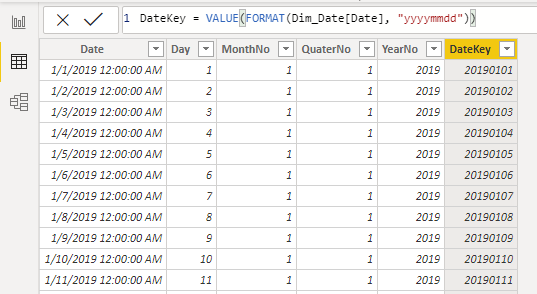 1 DateKey = VALUE(FORMAT(Dim_Date[Date], "yyyymmdd"))
Date Day MonthNo QuaterNo YearNo DateKey
1/1/2019 12:00:00 AM 1 1 1 2019 20190101
1/2/2019 12:00:00 AM 2 1 1 2019 20190102
1/3/2019 12:00:00 AM 3 1 1 2019 20190103
1/4/2019 12:00:00 AM 4 1 1 2019 20190104
1/5/2019 12:00:00 AM 5 1 1 2019 20190105
1/6/2019 12:00:00 AM 6 1 1 2019 20190106
1/7/2019 12:00:00 AM 7 1 1 2019 20190107
1/8/2019 12:00:00 AM 8 1 1 2019 20190108
1/9/2019 12:00:00 AM 9 1 1 2019 20190109
1/10/2019 12:00:00 AM 10 1 1 2019 20190110
1/11/2019 12:00:00 AM 11 1 1 2019 20190111